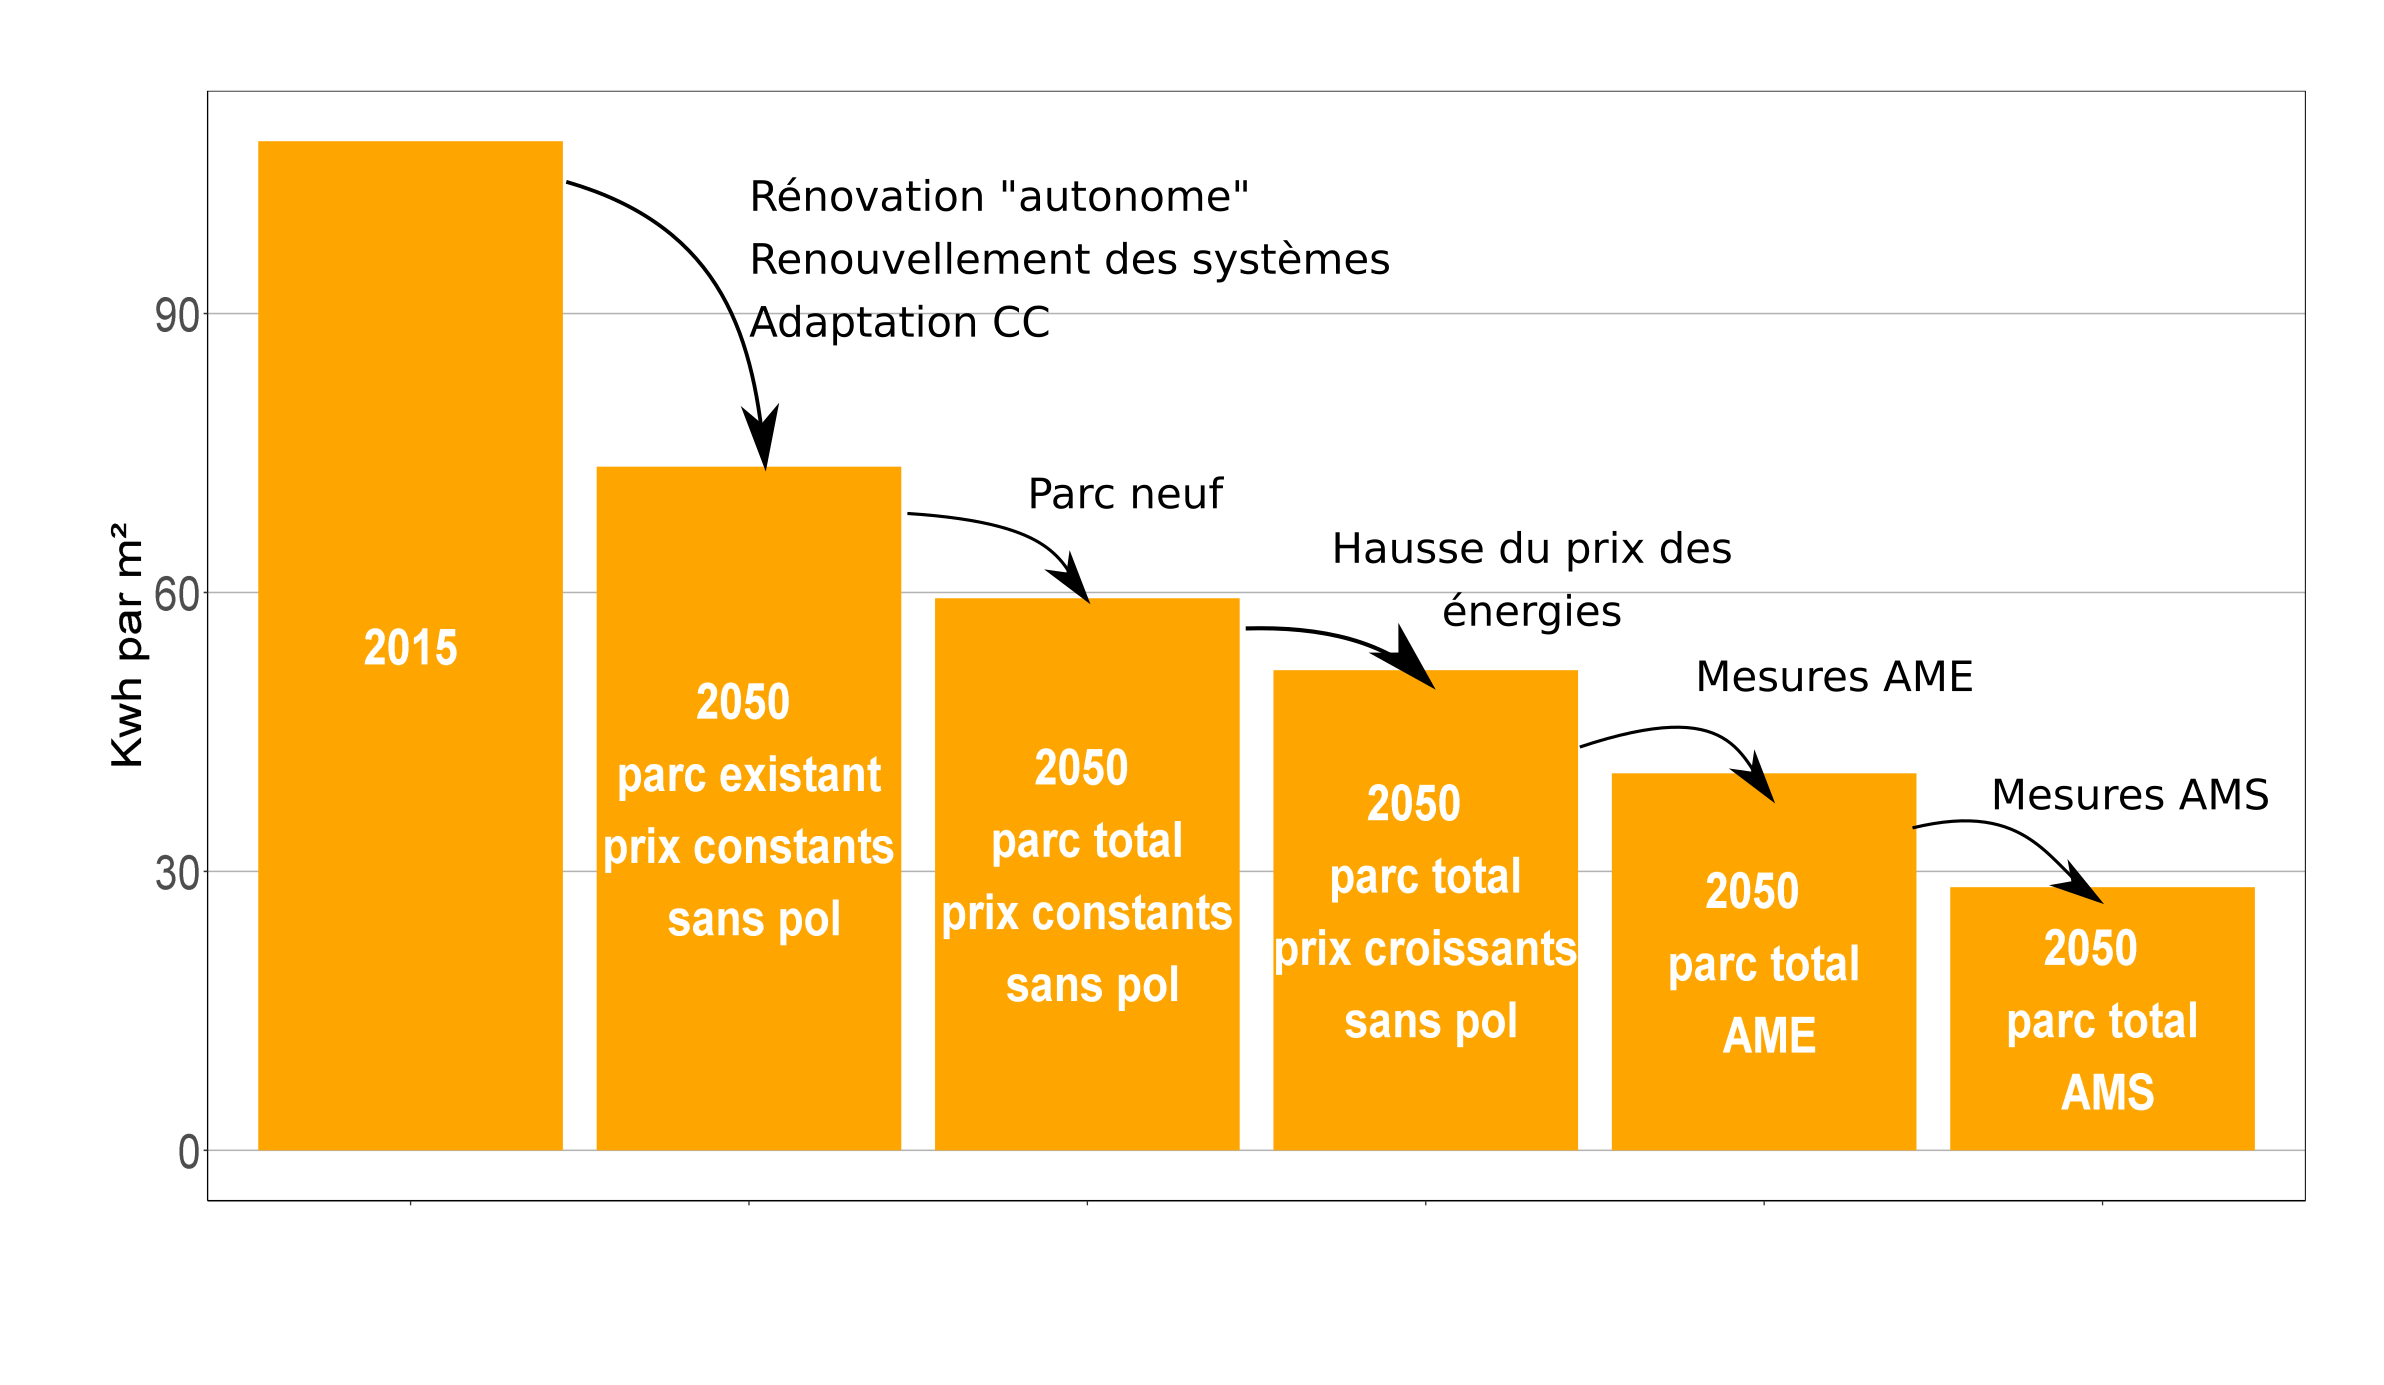 Kwh par m²
90
60
30
0
Rénovation "autonome"
Renouvellement des systèmes
Adaptation CC
Parc neuf
Hausse du prix des
énergies
Mesures AME
Mesures AMS
2015
2050
parc existant
prix constants
sans pol
2050
parc total
prix constants
sans pol
2050
parc total
prix croissants
sans pol
2050
parc total
AME
2050
parc total
AMS